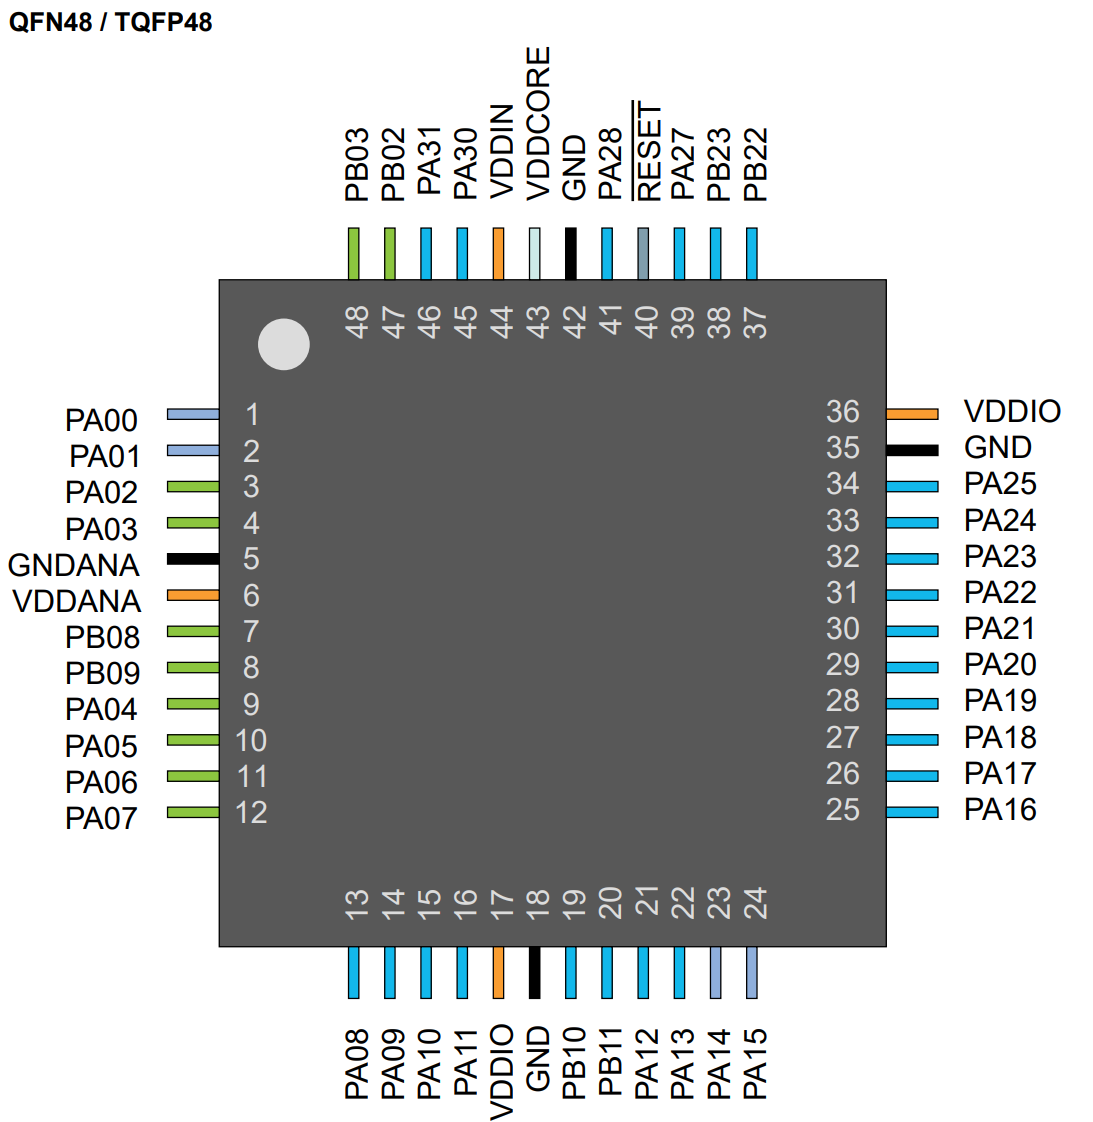 QFN48 / TQFP48
PB03 PB02 PA31 PA30 VDDIN VDDCORE GND PA28 RESET PA27 PB23 PB22
48 47 46 45 44 43 42 41 40 39 38 37
PA00 1 36 VDDIO
PA01 2 35 GND
PA02 3 34 PA25
PA03 4 33 PA24
GNDANA 5 32 PA23
VDDANA 6 31 PA22
PB08 7 30 PA21
PB09 8 29 PA20
PA04 9 28 PA19
PA05 10 27 PA18
PA06 11 26 PA17
PA07 12 25 PA16
13 14 15 16 17 18 19 20 21 22 23 24
PA08 PA09 PA10 PA11 VDDIO GND PB10 PB11 PA12 PA13 PA14 PA15